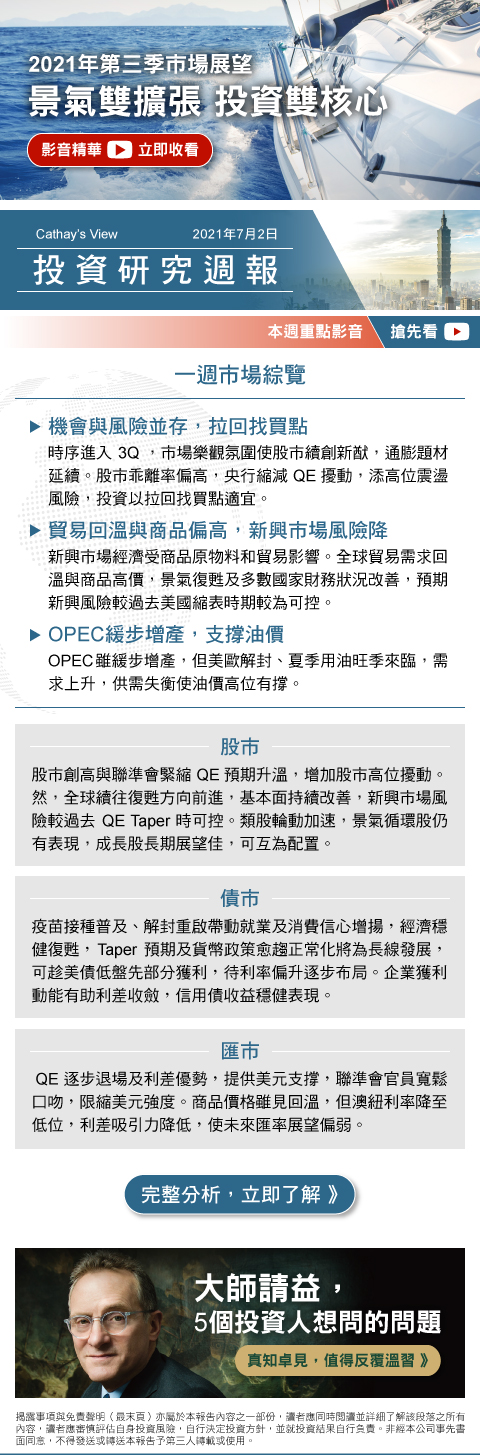 2021年第三季市場展望
景氣雙擴張 投資雙核心
影音精華 立即收看
Cathay's View 2021年7月2日
投資研究週報
本週重點影音 搶先看
一週市場綜覽
機會與風險並存，拉回找買點
時序進入 3Q ，市場樂觀氛圍使股市續創新猷，通膨題材
延續。股市乖離率偏高，央行縮減 QE 擾動，添高位震盪
風險，投資以拉回找買點適宜。
貿易回溫與商品偏高，新興市場風險降
新興市場經濟受商品原物料和貿易影響。全球貿易需求回
溫與商品高價，景氣復甦及多數國家財務狀況改善，預期
新興風險較過去美國縮表時期較為可控。
OPEC緩步增產，支撐油價
OPEC雖緩步增產，但美歐解封、夏季用油旺季來臨，需
求上升，供需失衡使油價高位有撐。
股市
股市創高與聯準會緊縮 QE 預期升溫，增加股市高位擾動。
然，全球續往復甦方向前進，基本面持續改善，新興市場風
險較過去 QE Taper 時可控。類股輪動加速，景氣循環股仍
有表現，成長股長期展望佳，可互為配置。
債市
疫苗接種普及、解封重啟帶動就業及消費信心增揚，經濟穩
健復甦， Taper 預期及貨幣政策愈趨正常化將為長線發展，
可趁美債低盤先部分獲利，待利率偏升逐步布局。企業獲利
動能有助利差收斂，信用債收益穩健表現。
匯市
QE 逐步退場及利差優勢，提供美元支撐，聯準會官員寬鬆
口吻，限縮美元強度。商品價格雖見回溫，但澳紐利率降至
低位，利差吸引力降低，使未來匯率展望偏弱。
完整分析，立即了解 》
大師請益，
5個投資人想問的問題
真知卓見，值得反覆溫習 》
揭露事項與免責聲明（最末頁）亦屬於本報告內容之一部份，讀者應同時閱讀並詳細了解該段落之所有
內容，讀者應審慎評估自身投資風險，自行決定投資方針，並就投資結果自行負責。非經本公司事先書
面同意，不得發送或轉送本報告予第三人轉載或使用。